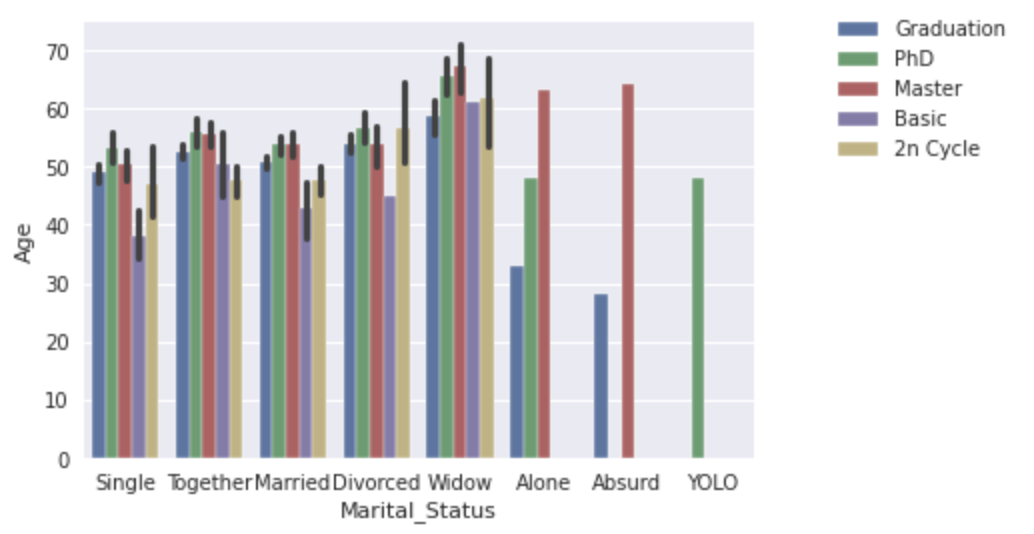 70
60
50
40
30
20
10
0
Age
Single Together Married Divorced Widow Alone Absurd YOLO
Marital_Status
Graduation
PhD
Master
Basic
2n Cycle